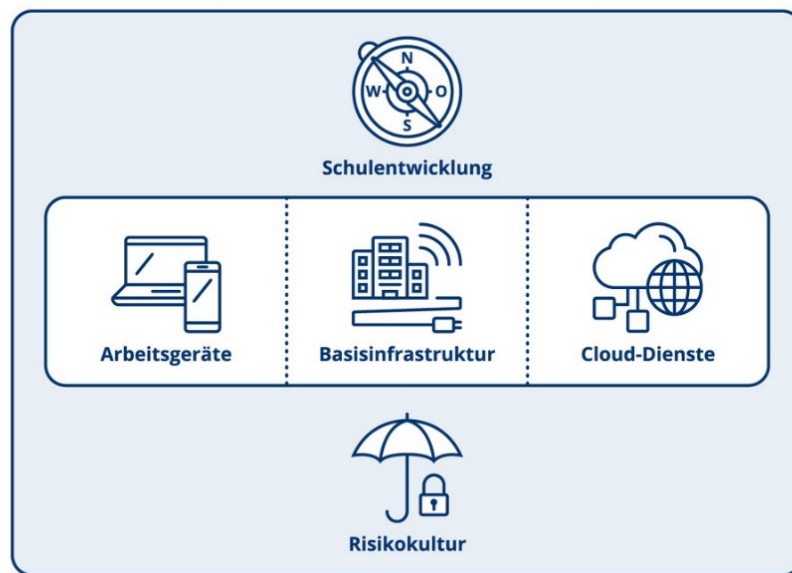 N
W O
S
Schulentwicklung
Arbeitsgeräte Basisinfrastruktur Cloud-Dienste
Risikokultur